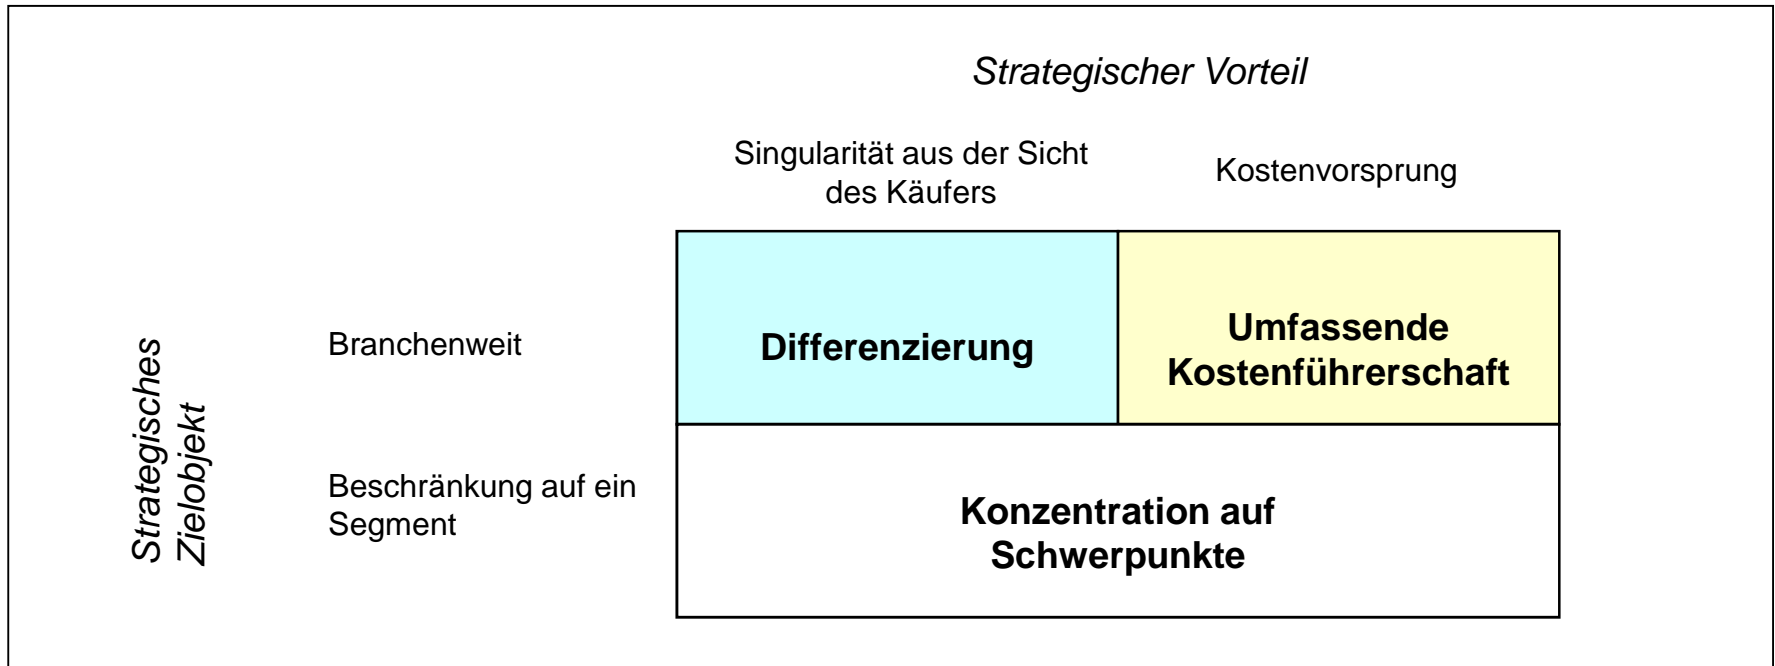 Strategischer Vorteil
Singularität aus der Sicht
des Käufers
Kostenvorsprung
Strategisches
Zielobjekt
Branchenweit
Differenzierung
Umfassende
Kostenführerschaft
Beschränkung auf ein
Segment
Konzentration auf
Schwerpunkte